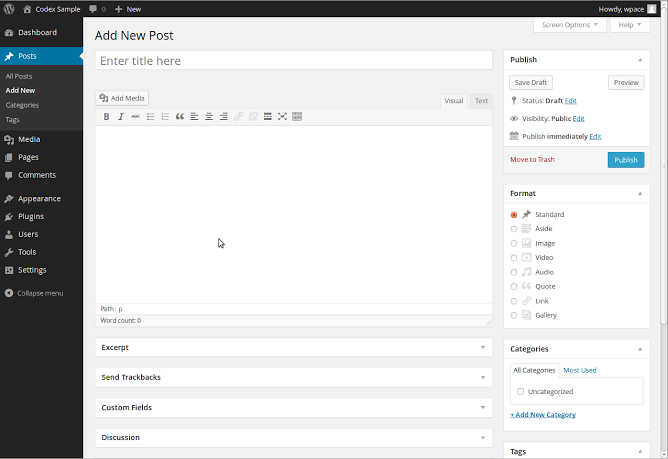 Codex Sample 0 New Howdy, wpace
Dashboard
Posts
All Posts
Add New
Categories
Tags
Media
Pages
Comments
Appearance
Plugins
Users
Tools
Settings
Collapse menu
Screen Options Help
Add New Post
Enter title here
Add Media
Visual Text
B I ABC
Path: p
Word count: 0
Excerpt
Send Trackbacks
Custom Fields
Discussion
Publish
Save Draft Preview
Status: Draft Edit
Visibility: Public Edit
Publish immediately Edit
Move to Trash Publish
Format
Standard
Aside
Image
Video
Audio
Quote
Link
Gallery
Categories
All Categories Most Used
Uncategorized
+ Add New Category
Tags